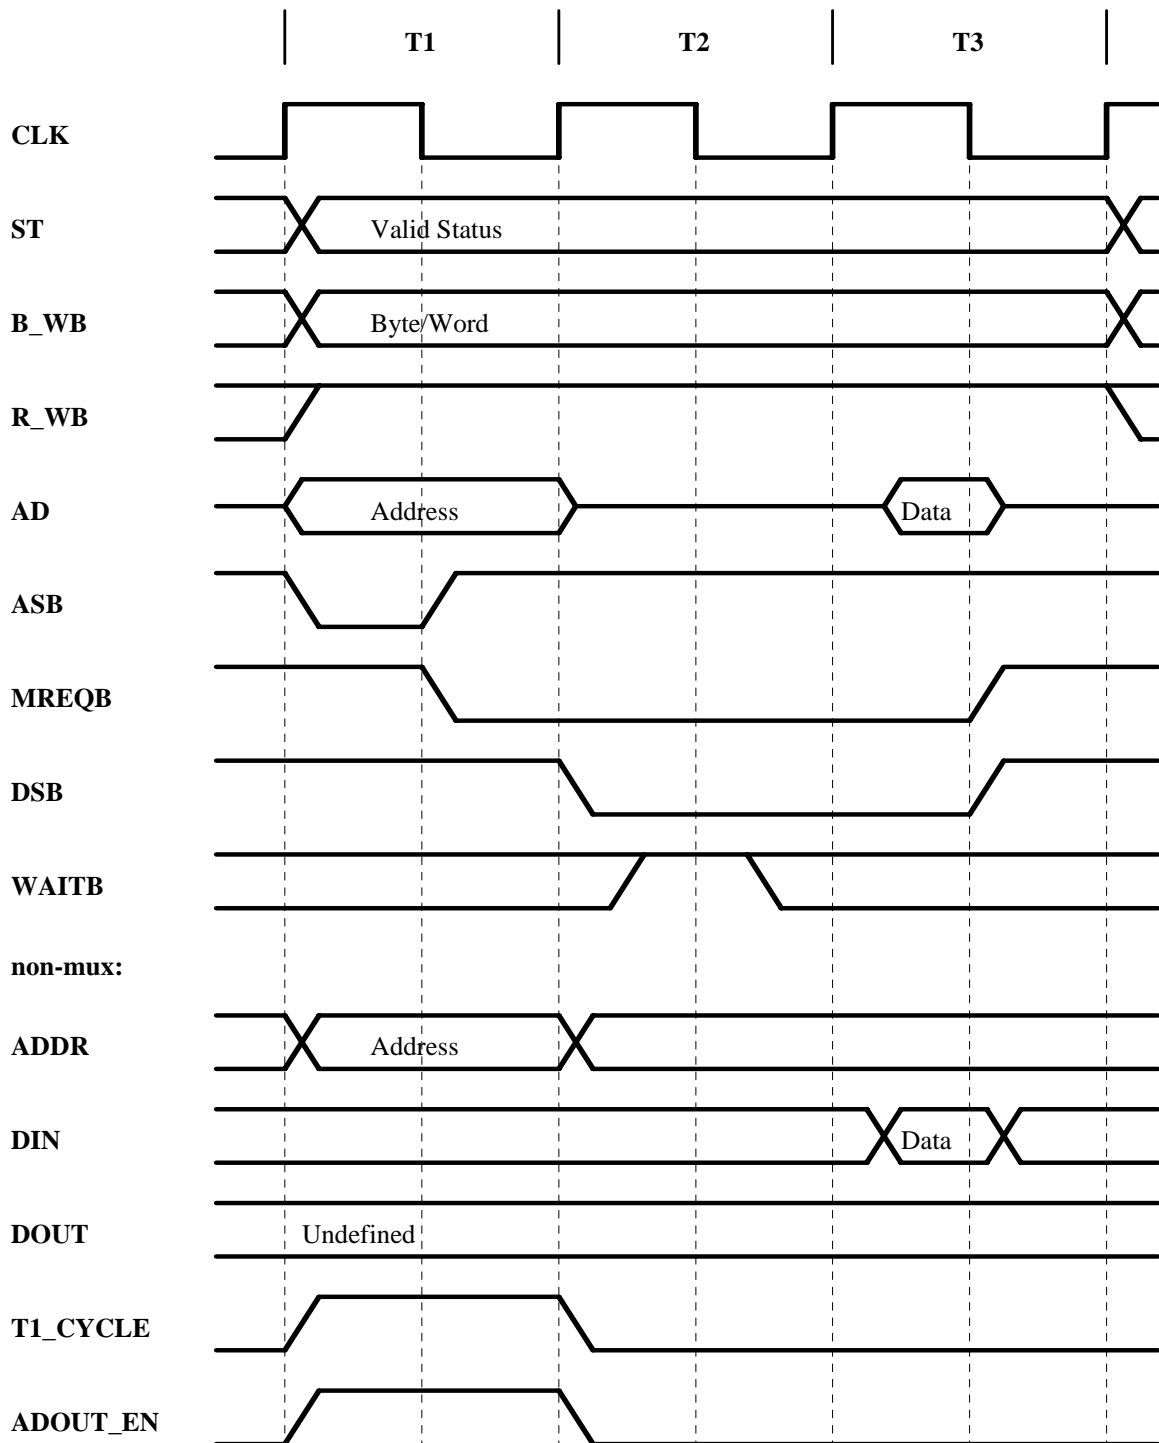 T1 T2 T3
CLK
ST Valid Status
B_WB Byte/Word
R_WB
AD Address Data
ASB
MREQB
DSB
WAITB
non-mux:
ADDR Address
DIN Data
DOUT Undefined
T1_CYCLE
ADOUT_EN